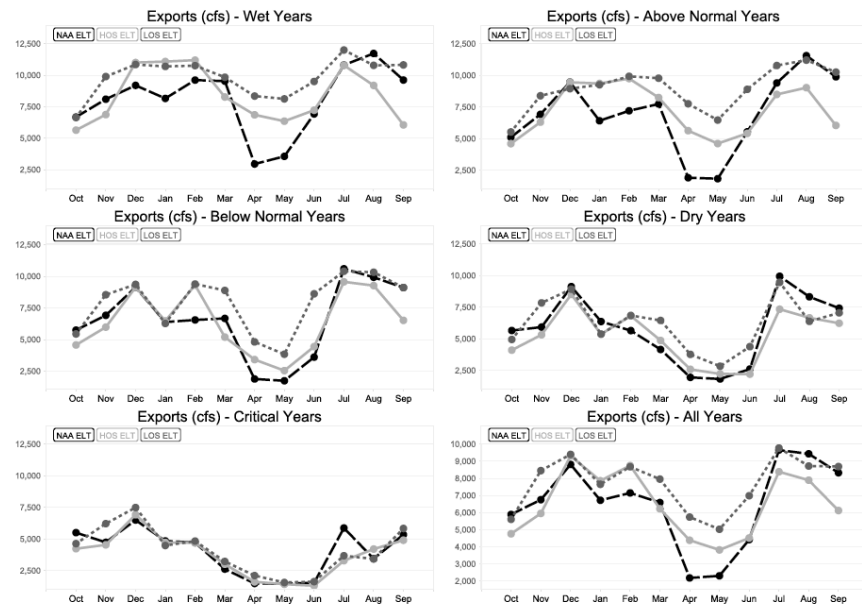 Exports (cfs) - Wet Years
NAA ELT HOS ELT LOS ELT
12,500
10,000
7,500
5,000
2,500
Oct Nov Dec Jan Feb Mar Apr May Jun Jul Aug Sep
Exports (cfs) - Above Normal Years
NAA ELT HOS ELT LOS ELT
12,500
10,000
7,500
5,000
2,500
Oct Nov Dec Jan Feb Mar Apr May Jun Jul Aug Sep
Exports (cfs) - Below Normal Years
NAA ELT HOS ELT LOS ELT
12,500
10,000
7,500
5,000
2,500
Oct Nov Dec Jan Feb Mar Apr May Jun Jul Aug Sep
Exports (cfs) - Dry Years
NAA ELT HOS ELT LOS ELT
12,500
10,000
7,500
5,000
2,500
Oct Nov Dec Jan Feb Mar Apr May Jun Jul Aug Sep
Exports (cfs) - Critical Years
NAA ELT HOS ELT LOS ELT
12,500
10,000
7,500
5,000
2,500
Oct Nov Dec Jan Feb Mar Apr May Jun Jul Aug Sep
Exports (cfs) - All Years
NAA ELT HOS ELT LOS ELT
10,000
9,000
8,000
7,000
6,000
5,000
4,000
3,000
2,000
Oct Nov Dec Jan Feb Mar Apr May Jun Jul Aug Sep